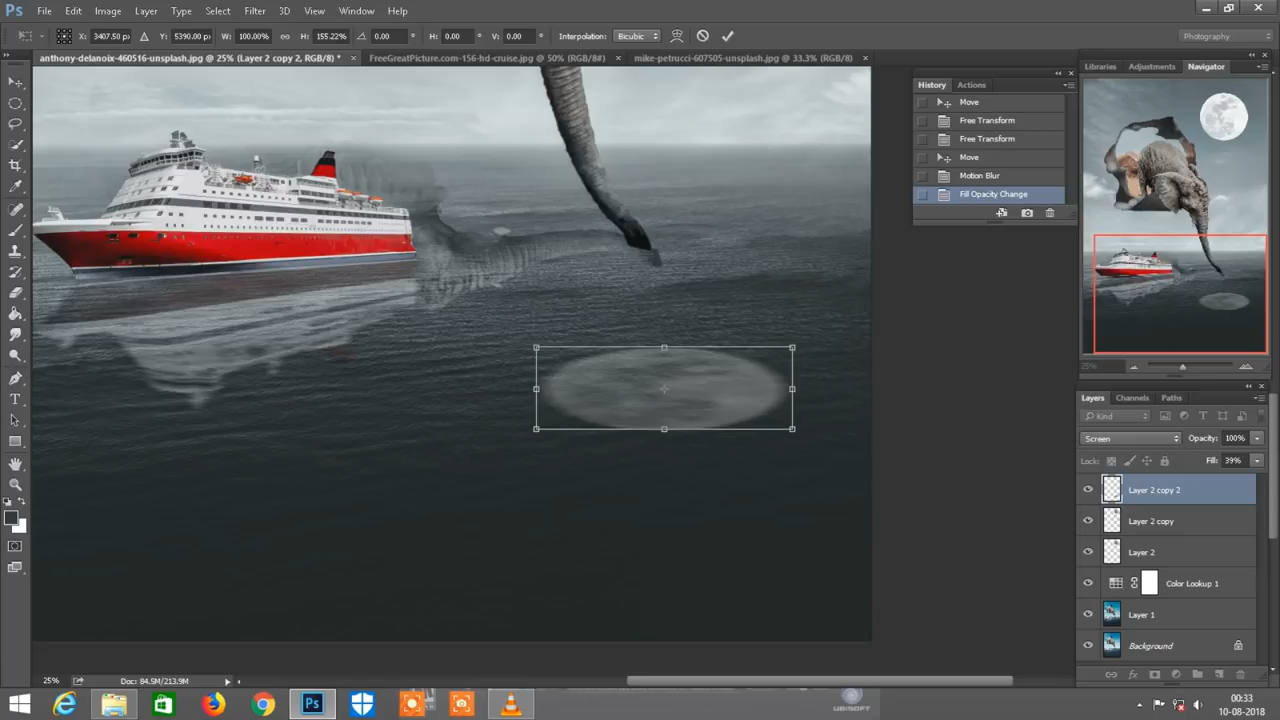 Ps File Edit Image Layer Type Select Filter 3D View Window Help
X: 3407.50 px Y: 5390.00 px W: 100.00% H: 155.22% 0.00 ° H: 0.00 ° V: 0.00 ° Interpolation: Bicubic Photography
anthony-delanoix-460516-unsplash.jpg @ 25% (Layer 2 copy 2, RGB/8) * × FreeGreatPicture.com-156-hd-cruise.jpg @ 50% (RGB/8#) × mike-petrucci-607505-unsplash.jpg @ 33.3% (RGB/8) ×
Libraries Adjustments Navigator
History Actions
Move
Free Transform
Free Transform
Move
Motion Blur
Fill Opacity Change
25%
Layers Channels Paths
Kind
Screen Opacity: 100%
Lock: Fill: 39%
Layer 2 copy 2
Layer 2 copy
Layer 2
Color Lookup 1
Layer 1
Background
25% Doc: 84.5M/213.9M
Ps
UBISOFT
00:33
10-08-2018